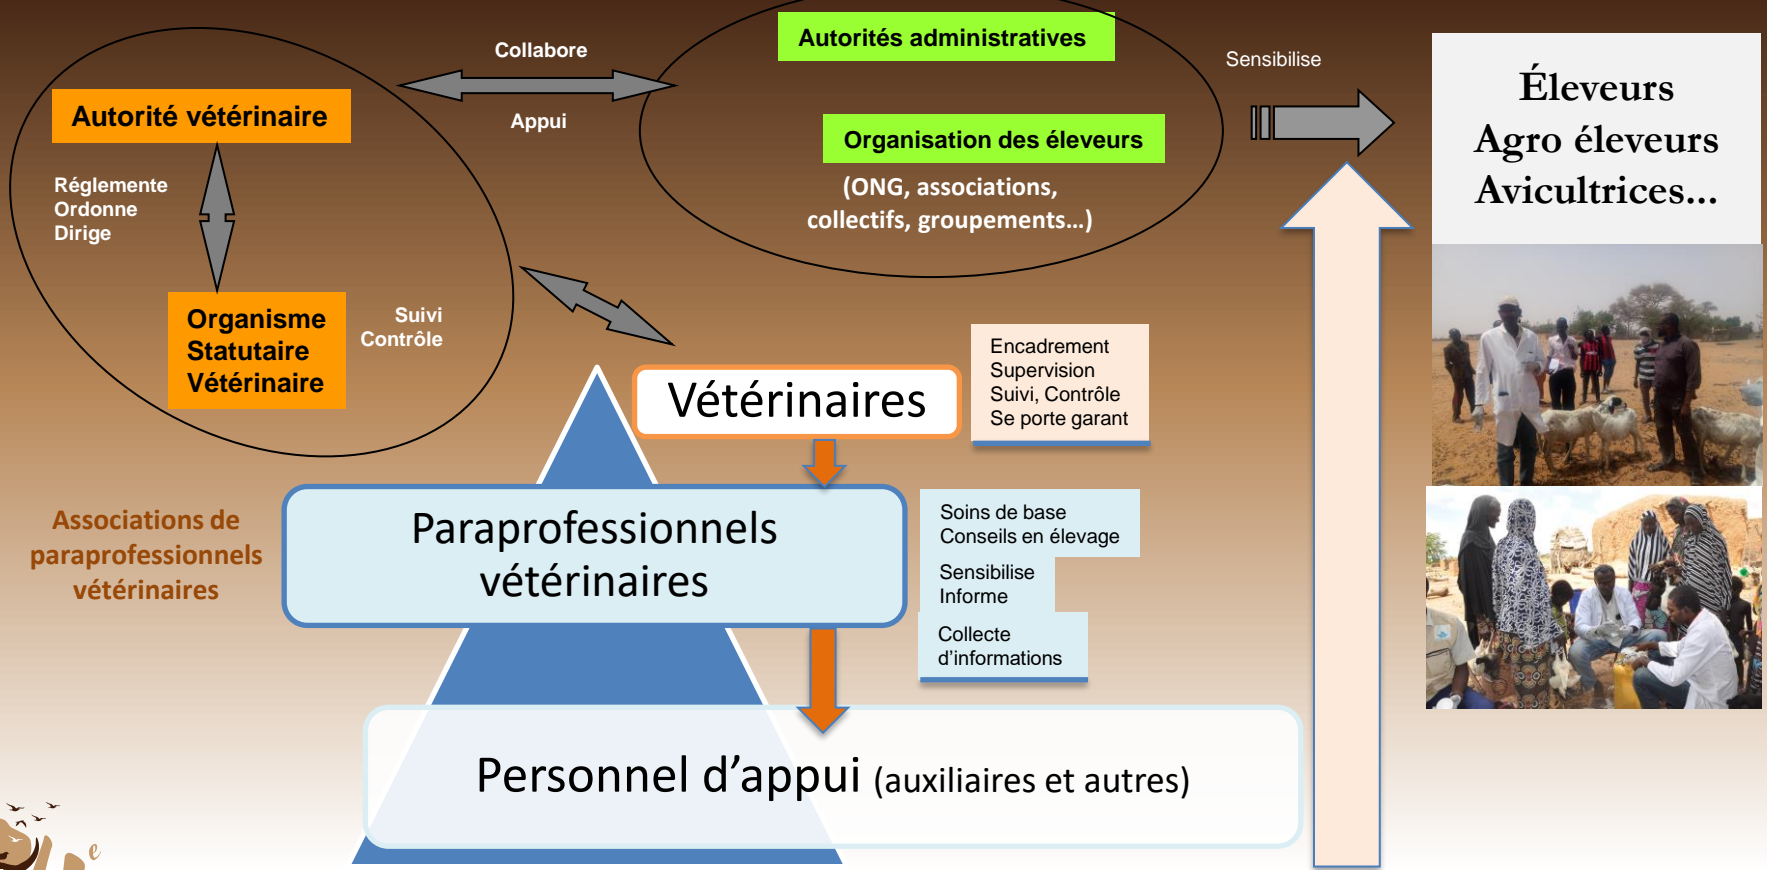 Collabore
Appui
Autorité vétérinaire
Réglemente
Ordonne
Dirige
Organisme
Statutaire
Vétérinaire
Suivi
Contrôle
Autorités administratives
Organisation des éleveurs
(ONG, associations,
collectifs, groupements...)
Sensibilise
Éleveurs
Agro éleveurs
Avicultrices...
Vétérinaires
Encadrement
Supervision
Suivi, Contrôle
Se porte garant
Associations de
paraprofessionnels
vétérinaires
Paraprofessionnels
vétérinaires
Soins de base
Conseils en élevage
Sensibilise
Informe
Collecte
d’informations
Personnel d’appui (auxiliaires et autres)